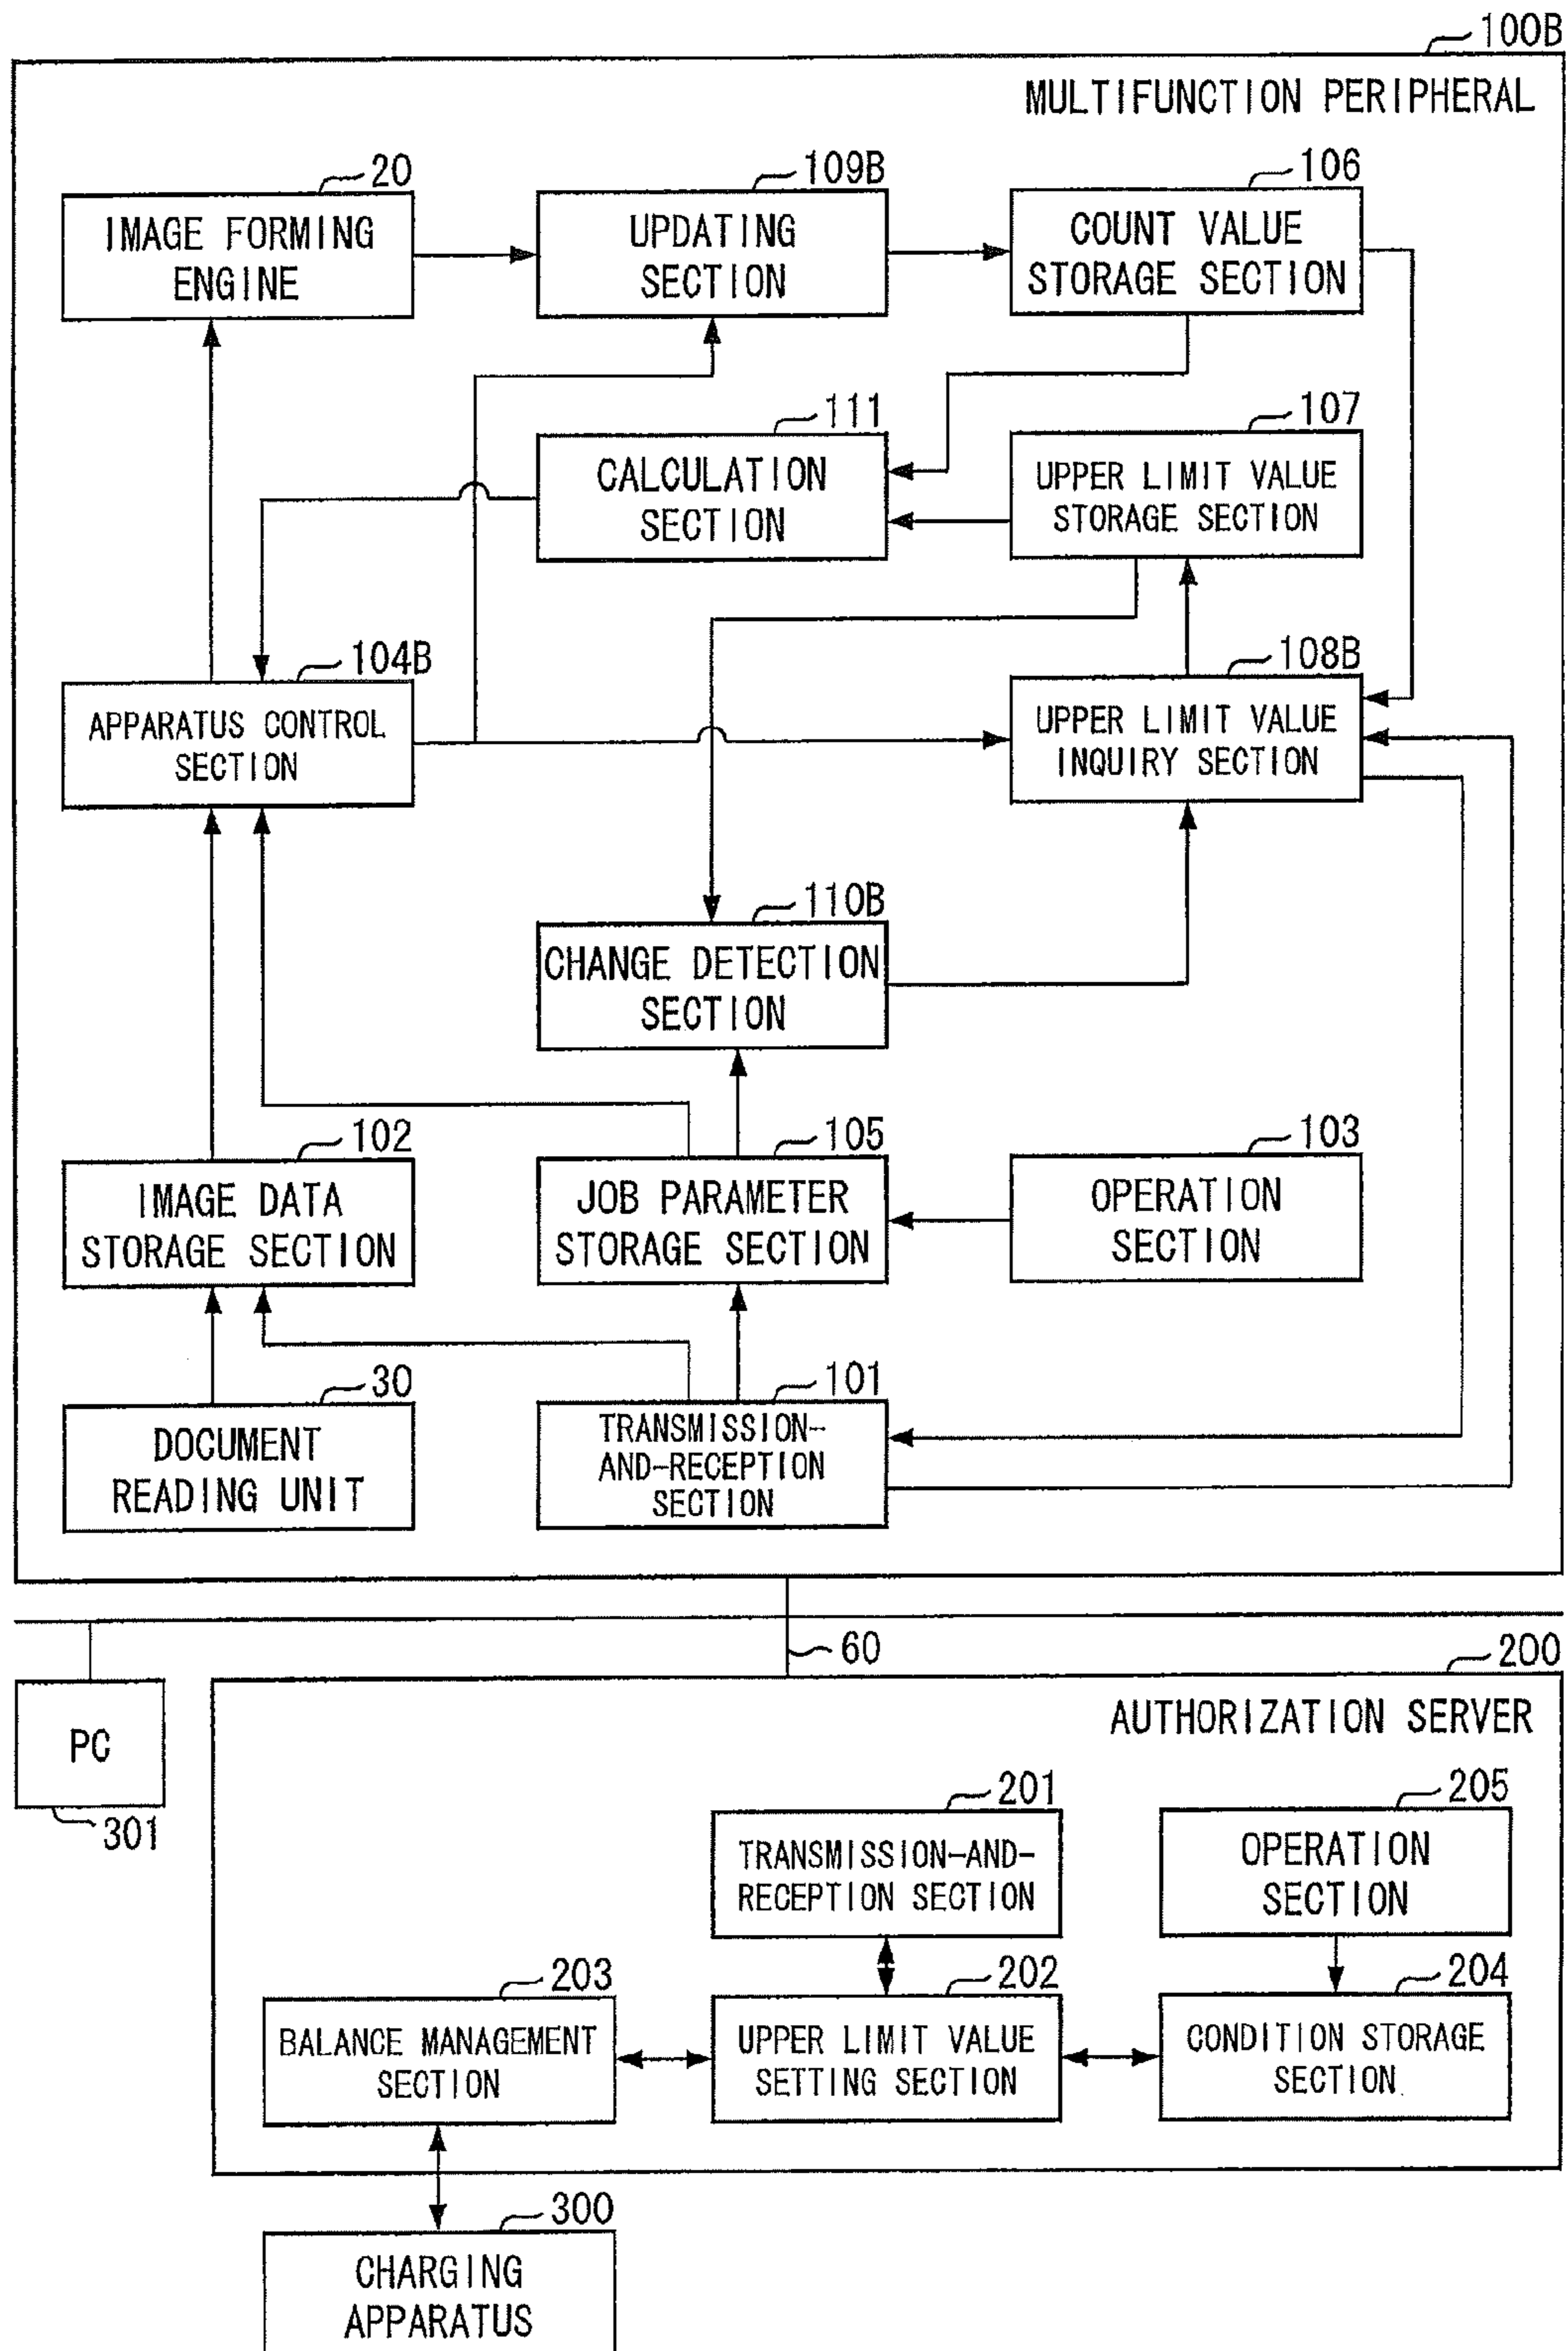 100B
MULTIFUNCTION PERIPHERAL
20
109B
106
IMAGE FORMING
ENGINE
UPDATING
SECTION
COUNT VALUE
STORAGE SECTION
111
107
CALCULATION
SECTION
UPPER LIMIT VALUE
STORAGE SECTION
104B
108B
APPARATUS CONTROL
SECTION
UPPER LIMIT VALUE
INQUIRY SECTION
110B
CHANGE DETECTION
SECTION
102
105
103
IMAGE DATA
STORAGE SECTION
JOB PARAMETER
STORAGE SECTION
OPERATION
SECTION
30
101
DOCUMENT
READING UNIT
TRANSMISSION-
AND-RECEPTION
SECTION
60
200
PC
301
AUTHORIZATION SERVER
201
205
TRANSMISSION-AND-
RECEPTION SECTION
OPERATION
SECTION
203
202
204
BALANCE MANAGEMENT
SECTION
UPPER LIMIT VALUE
SETTING SECTION
CONDITION STORAGE
SECTION
300
CHARGING
APPARATUS